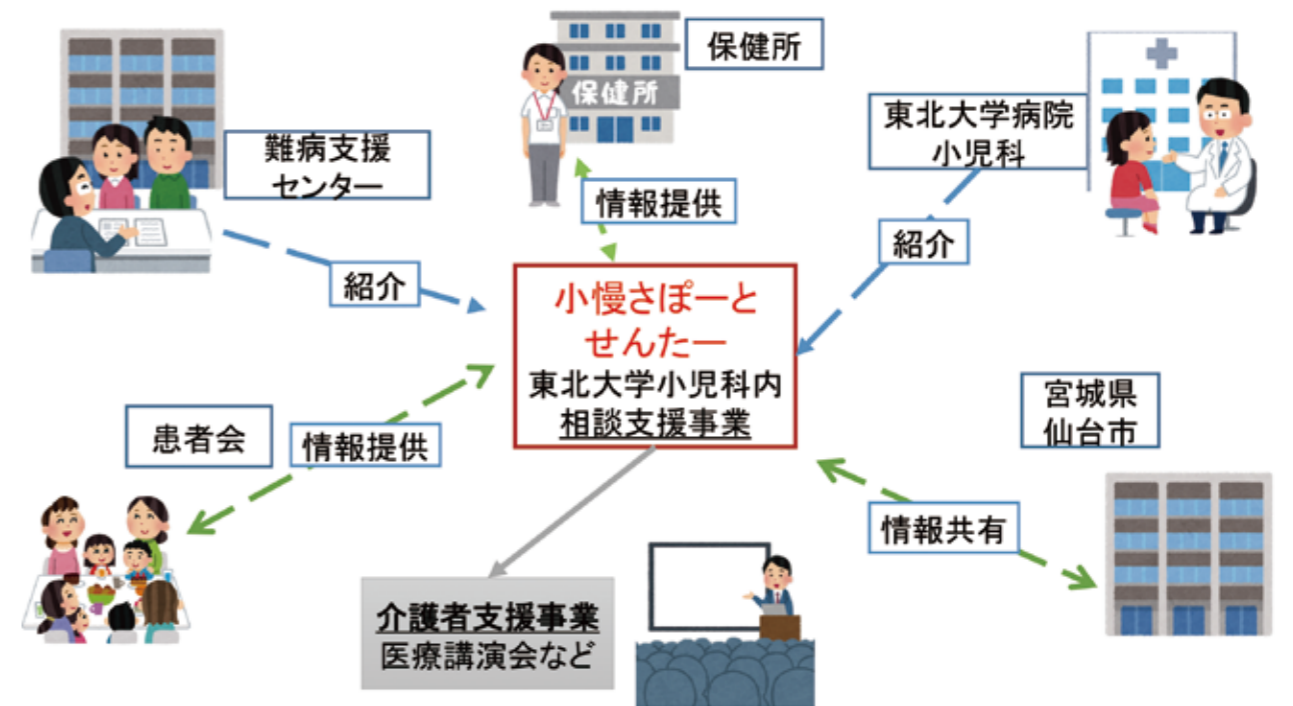 保健所
保健所
東北大学病院
小児科
難病支援
センター
情報提供
紹介
紹介
小慢さぽーと
せんたー
東北大学小児科内
相談支援事業
宮城県
仙台市
患者会
情報提供
情報共有
介護者支援事業
医療講演会など